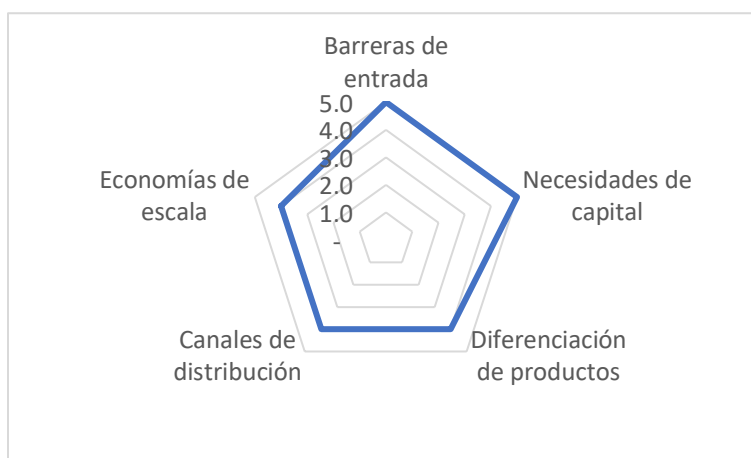 Barreras de
entrada
5.0
4.0
3.0
2.0
1.0
-
Necesidades de
capital
Diferenciación
de productos
Canales de
distribución
Economías de
escala